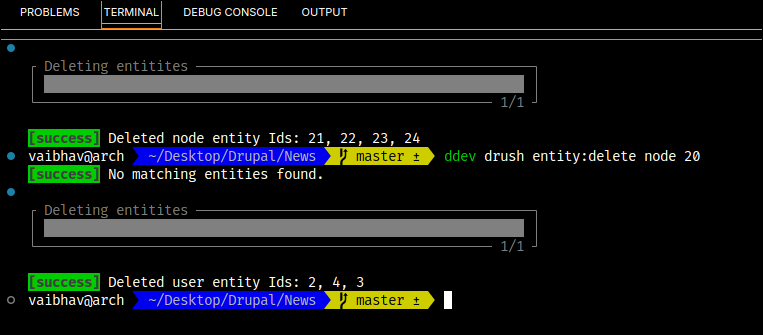 PROBLEMS TERMINAL DEBUG CONSOLE OUTPUT
Deleting entitites
1/1
[success] Deleted node entity Ids: 21, 22, 23, 24
vaibhav@arch ~/Desktop/Drupal/News master ± ddev drush entity:delete node 20
[success] No matching entities found.
Deleting entitites
1/1
[success] Deleted user entity Ids: 2, 4, 3
vaibhav@arch ~/Desktop/Drupal/News master ±